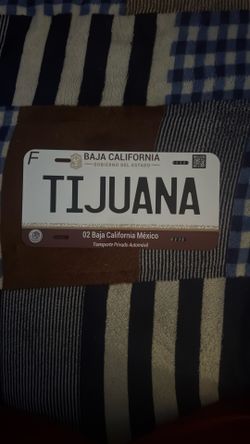 F
BAJA CALIFORNIA
GOBIERNO DEL ESTADO
TIJUANA
02 Baja California México
Transporte Privado Automóvil